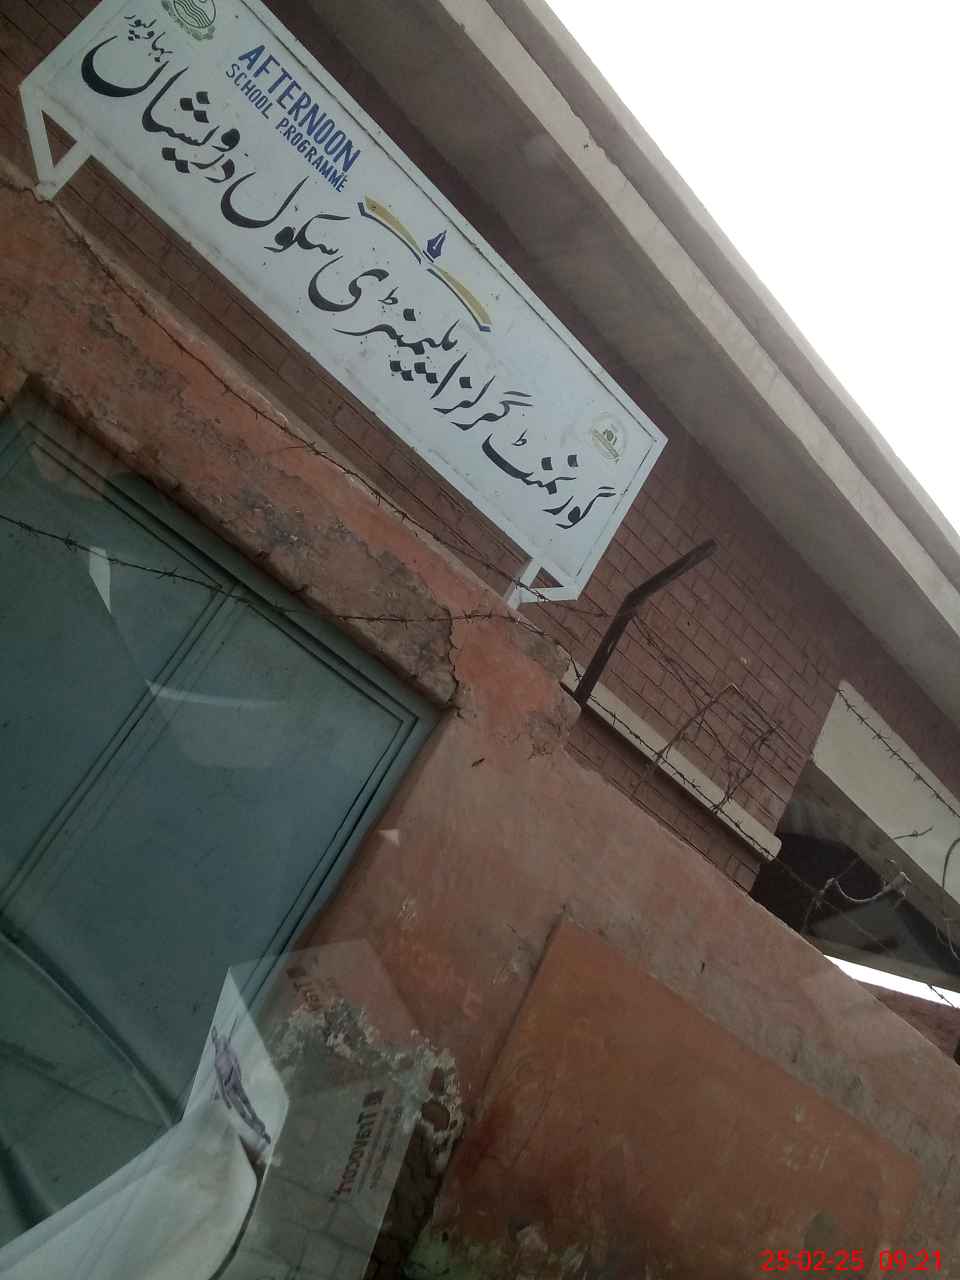 AFTERNOON
SCHOOL PROGRAMME
گورنمنٹ گرلز ایلیمنٹری سکول درویشاں
بہاولپور
25-02-25 09:21